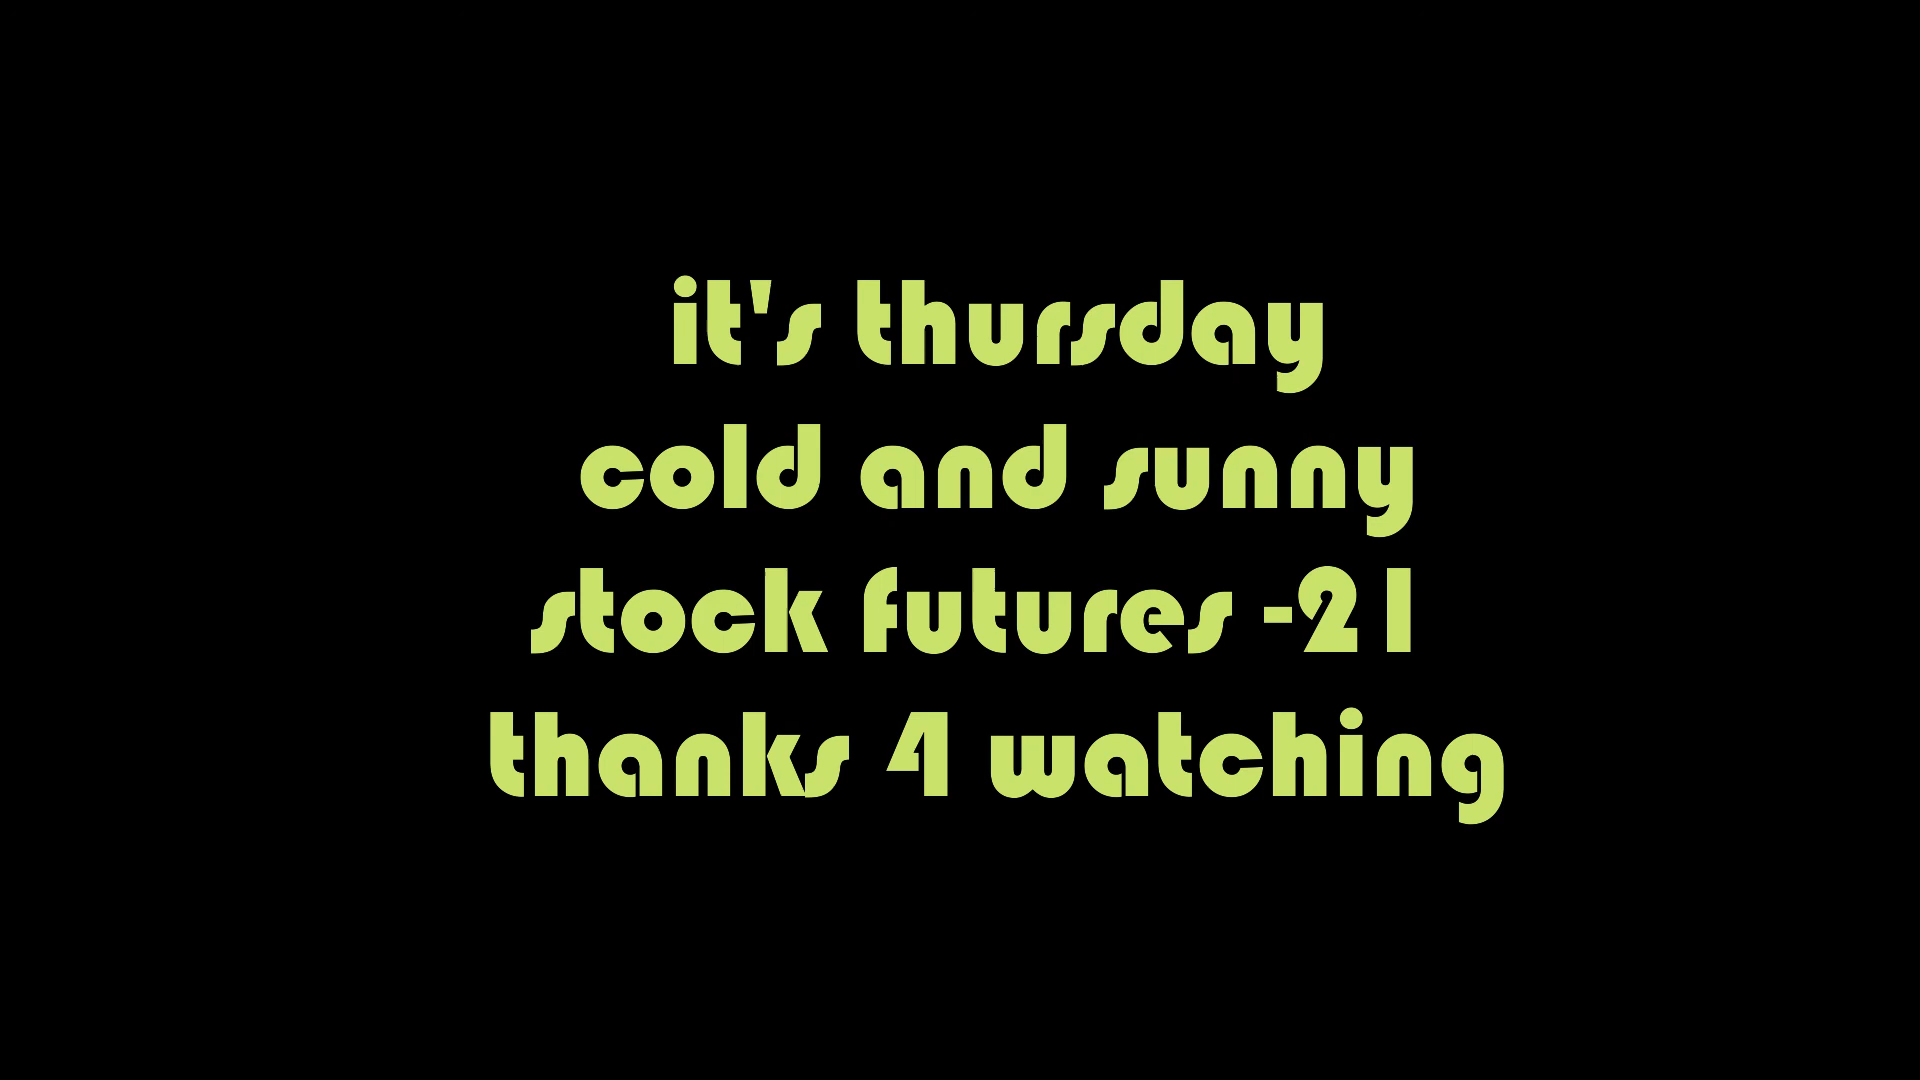 it's thursday
cold and sunny
stock futures -21
thanks 4 watching